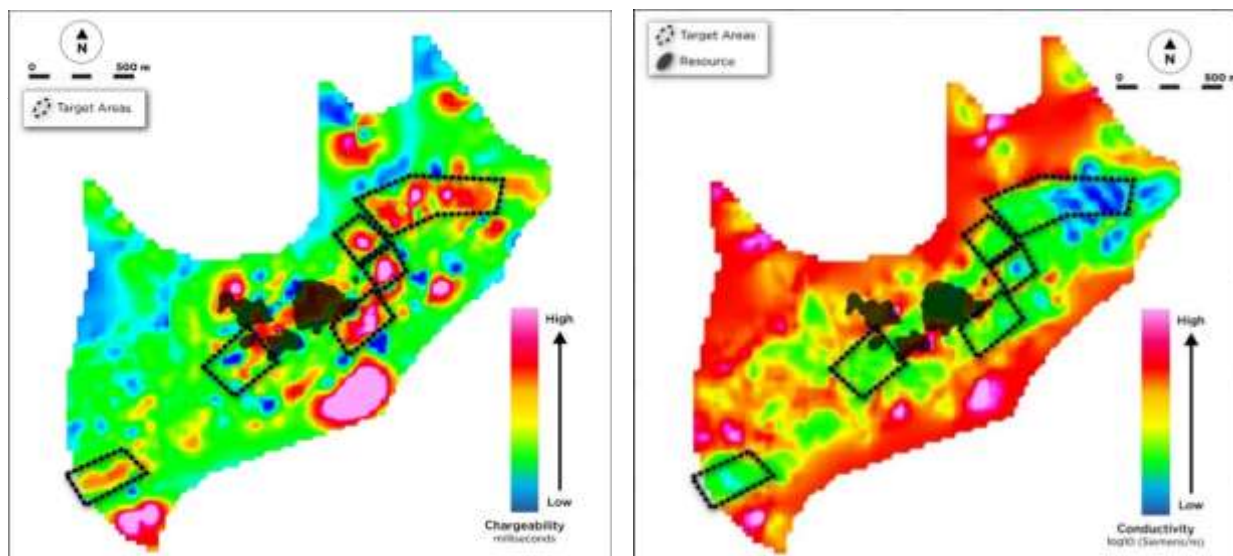 N
0 500 m
Target Areas
High
Low
Chargeability
milliseconds
Target Areas
Resource
N
0 500 m
High
Low
Conductivity
log10 (Siemens/m)